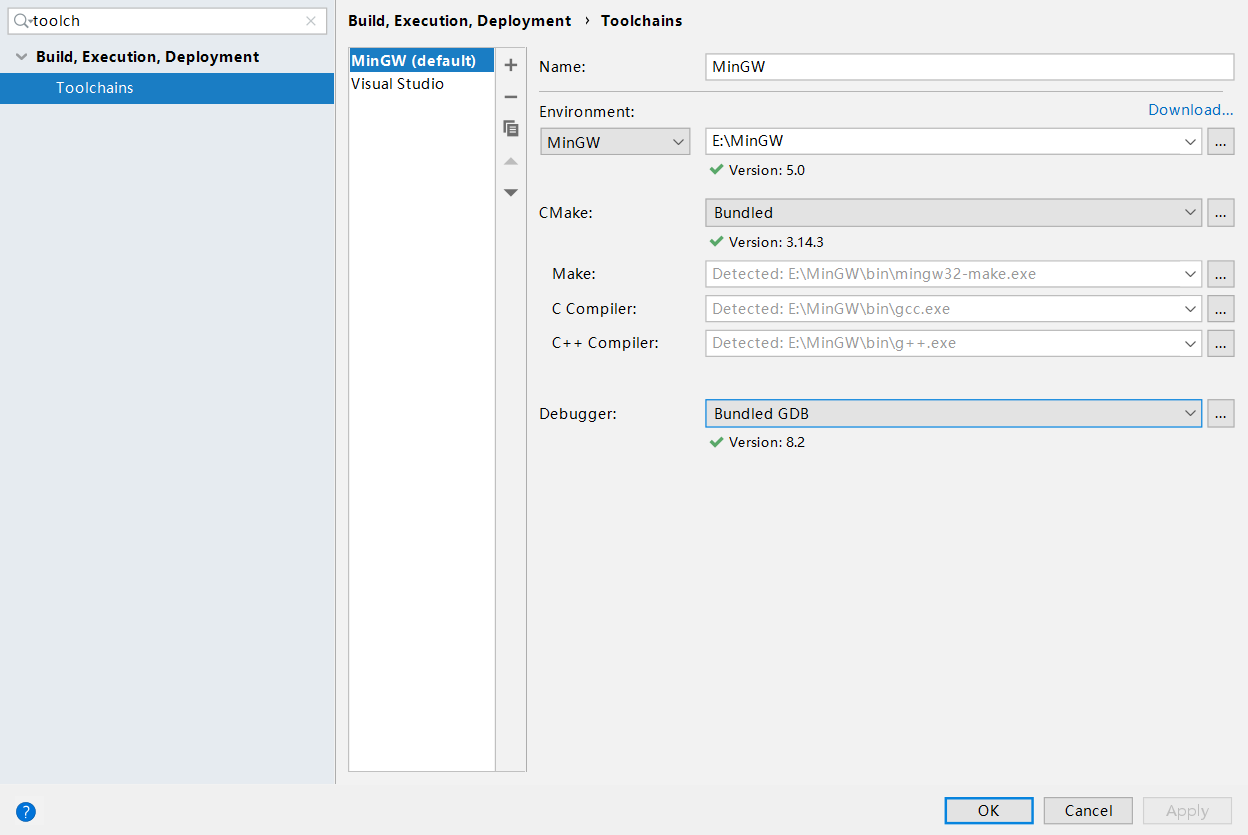 toolch
Build, Execution, Deployment
Toolchains
Build, Execution, Deployment › Toolchains
MinGW (default)
Visual Studio
Name:
MinGW
Environment:
Download...
MinGW
E:\MinGW
...
Version: 5.0
CMake:
Bundled
...
Version: 3.14.3
Make:
Detected: E:\MinGW\bin\mingw32-make.exe
...
C Compiler:
Detected: E:\MinGW\bin\gcc.exe
...
C++ Compiler:
Detected: E:\MinGW\bin\g++.exe
...
Debugger:
Bundled GDB
...
Version: 8.2
?
OK
Cancel
Apply